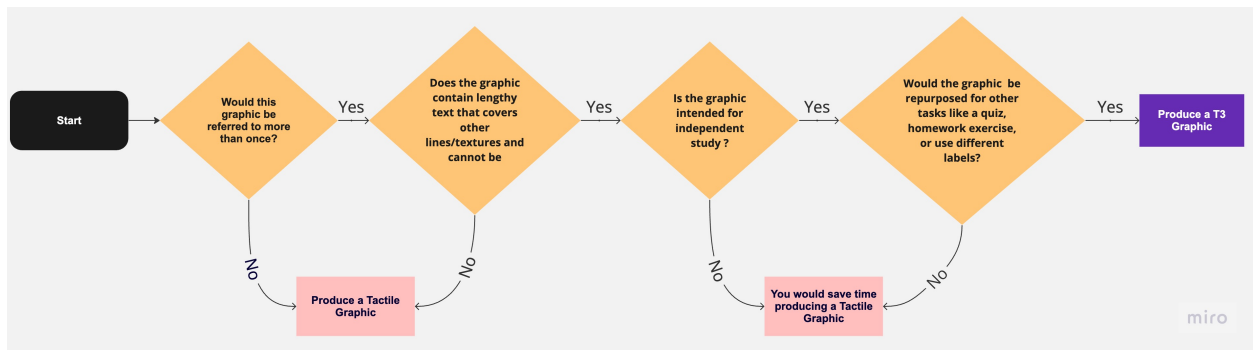 Start
Would this
graphic be
referred to more
than once?
Yes
Does the graphic
contain lengthy
text that covers
other
lines/textures and
cannot be
Yes
Is the graphic
intended for
independent
study ?
Yes
Would the graphic be
repurposed for other
tasks like a quiz,
homework exercise,
or use different
labels?
Yes
Produce a T3
Graphic
No
No
Produce a Tactile
Graphic
No
No
You would save time
producing a Tactile
Graphic
miro